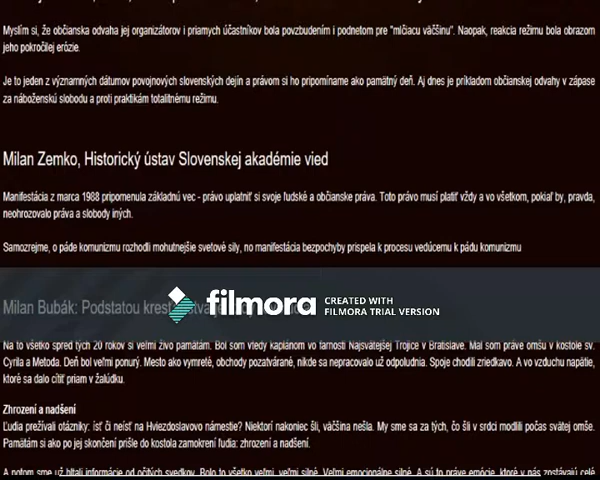 Myslím si, že občianska odvaha jej organizátorov i priamych účastníkov bola povzbudením i podnetom pre "mlčiacu väčšinu". Naopak, reakcia režimu bola obrazom
jeho pokročilej erózie.
Je to jeden z významných dátumov povojnových slovenských dejín a právom si ho pripomíname ako pamätný deň. Aj dnes je príkladom občianskej odvahy v zápase
za náboženskú slobodu a proti praktikám totalitnému režimu.
Milan Zemko, Historický ústav Slovenskej akadémie vied
Manifestácia z marca 1988 pripomenula základnú vec - právo uplatniť si svoje ľudské a občianske práva. Toto právo musí platiť vždy a vo všetkom, pokiaľ by, pravda,
neohrozovalo práva a slobody iných.
Samozrejme, o páde komunizmu rozhodli mohutnejšie svetové sily, no manifestácia bezpochyby prispela k procesu vedúcemu k pádu komunizmu
Milan Bubák: Podstatou
filmora CREATED WITH
FILMORA TRIAL VERSION
Na to všetko spred tých 20 rokov si veľmi živo pamätám. Bol som vtedy kaplánom vo farnosti Najsvätejšej Trojice v Bratislave. Mal som práve omšu v kostole sv.
Cyrila a Metoda. Deň bol veľmi ponurý. Mesto ako vymreté, obchody pozatvárané, nikde sa nepracovalo už odpoludnia. Spoje chodili zriedkavo. A vo vzduchu napätie,
ktoré sa dalo cítiť priam v žalúdku.
Zhrození a nadšení
Ľudia prežívali otázniky: ísť či neísť na Hviezdoslavovo námestie? Niektorí nakoniec šli, väčšina nešla. My sme sa za tých, čo šli v srdci modlili počas svätej omše.
Pamätám si ako po jej skončení prišle do kostola zamokrení ľudia: zhrození a nadšení.
A potom sme už hltali informácie od očitých svedkov. Bolo to všetko veľmi, veľmi silné. Veľmi emocionálne silné. A sú to práve emócie, ktoré v nás zostávajú celé